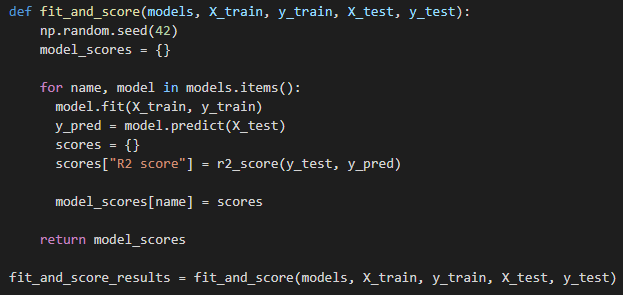 def fit_and_score(models, X_train, y_train, X_test, y_test):
    np.random.seed(42)
    model_scores = {}

    for name, model in models.items():
      model.fit(X_train, y_train)
      y_pred = model.predict(X_test)
      scores = {}
      scores["R2 score"] = r2_score(y_test, y_pred)

      model_scores[name] = scores

    return model_scores

fit_and_score_results = fit_and_score(models, X_train, y_train, X_test, y_test)